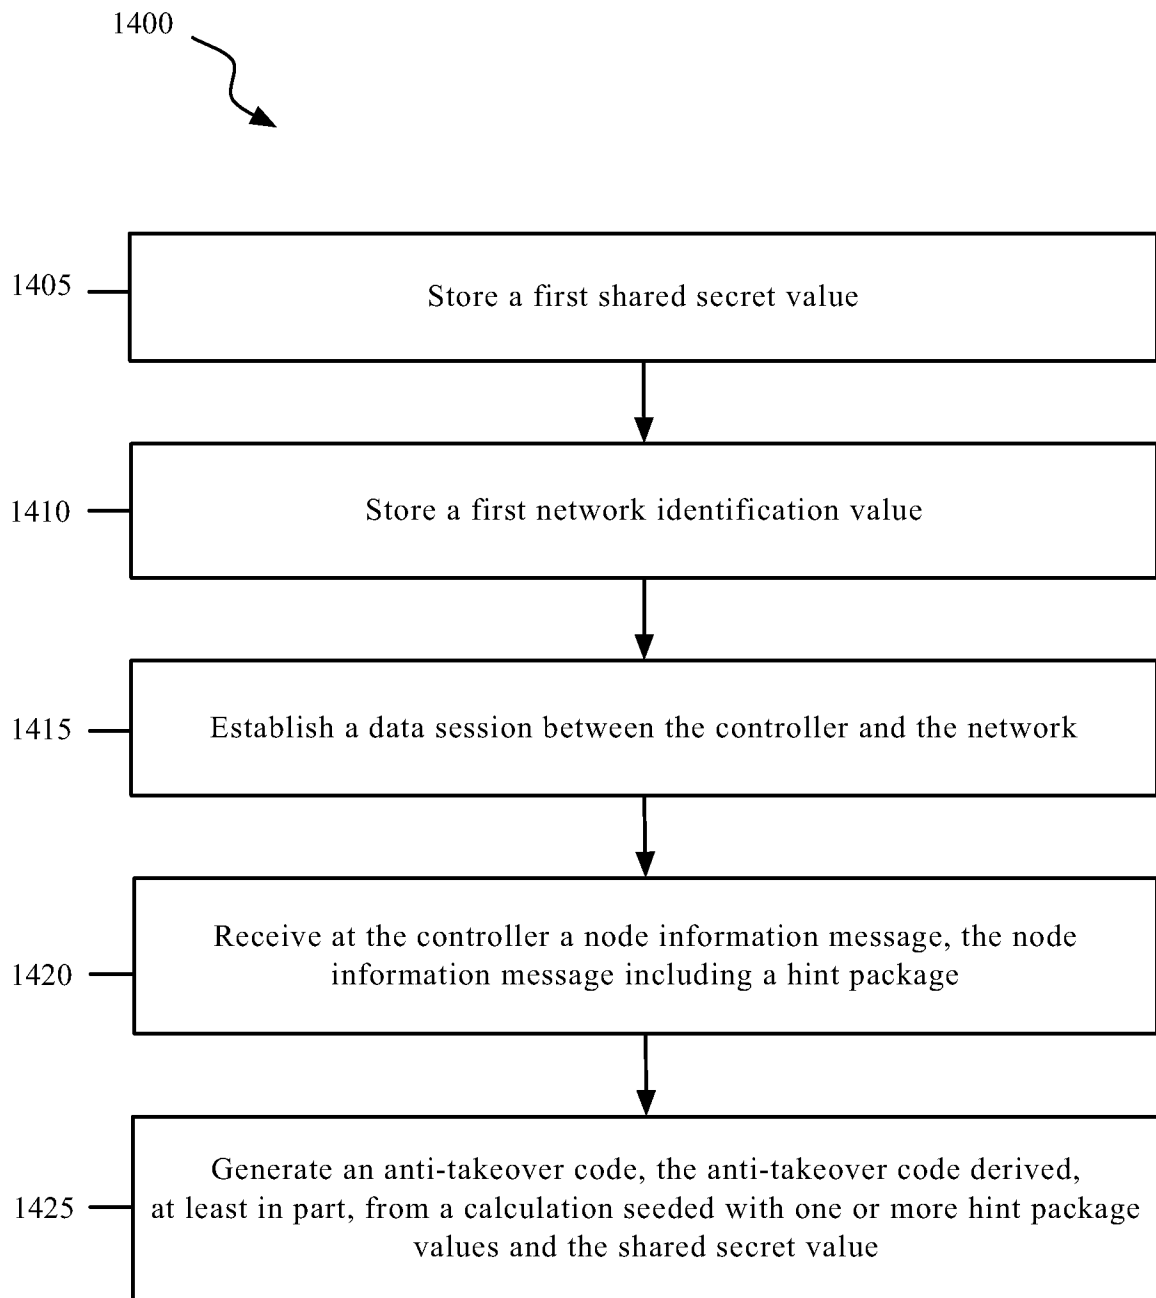 1400
1405
Store a first shared secret value
1410
Store a first network identification value
1415
Establish a data session between the controller and the network
1420
Receive at the controller a node information message, the node
information message including a hint package
1425
Generate an anti-takeover code, the anti-takeover code derived,
at least in part, from a calculation seeded with one or more hint package
values and the shared secret value